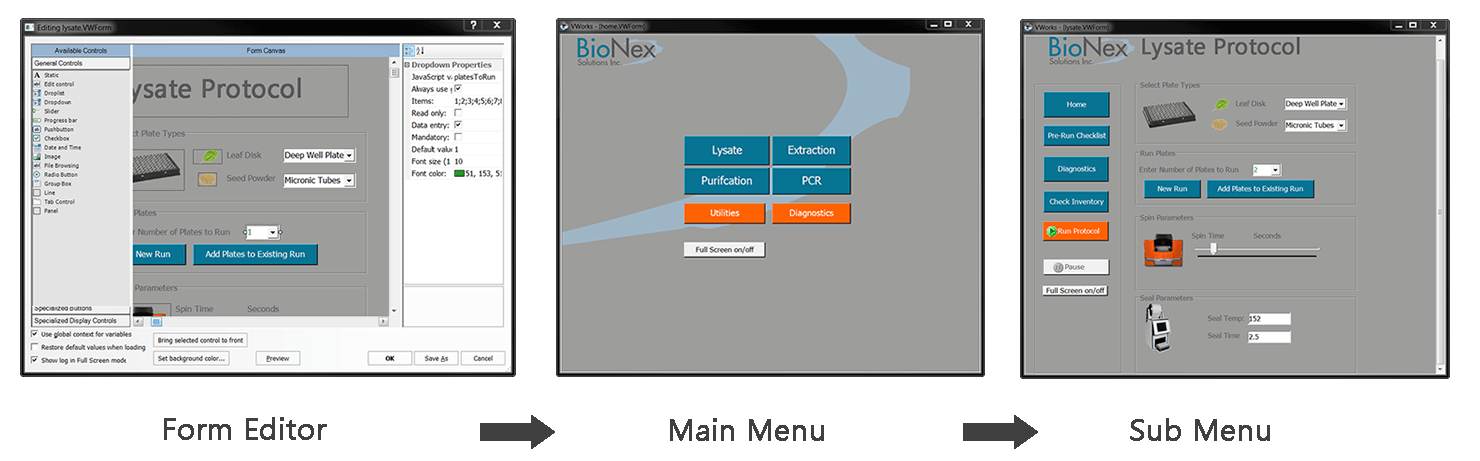 Editing lysate.VWForm
?
X
Available Controls
General Controls
A Static
Edit control
Droplist
Dropdown
Slider
Progress bar
Pushbutton
Checkbox
Date and Time
Image
File Browsing
Radio Button
Group Box
Line
Tab Control
Panel
Specialized Buttons
Specialized Display Controls
Form Canvas
ysate Protocol
ct Plate Types
Leaf Disk Deep Well Plate
Seed Powder Micronic Tubes
Plates
r Number of Plates to Run 1
New Run Add Plates to Existing Run
Parameters
Spin Time Seconds
Dropdown Properties
JavaScript v. platesToRun
Always use g
Items: 1;2;3;4;5;6;7;8
Read only:
Data entry:
Mandatory:
Default value 1
Font size (1 10
Font color: 51, 153, 51
Use global context for variables
Restore default values when loading
Show log in Full Screen mode
Bring selected control to front
Set background color... Preview
OK Save As Cancel
VWorks - [home.VWForm]
BioNex
Solutions Inc.
Lysate Extraction
Purifcation PCR
Utilities Diagnostics
Full Screen on/off
VWorks - [lysate.VWForm]
BioNex Lysate Protocol
Solutions Inc.
Home
Pre-Run Checklist
Diagnostics
Check Inventory
Run Protocol
Pause
Full Screen on/off
Select Plate Types
Leaf Disk Deep Well Plate
Seed Powder Micronic Tubes
Run Plates
Enter Number of Plates to Run 2
New Run Add Plates to Existing Run
Spin Parameters
Spin Time Seconds
Seal Parameters
Seal Temp: 152
Seal Time 2.5
Form Editor
Main Menu
Sub Menu